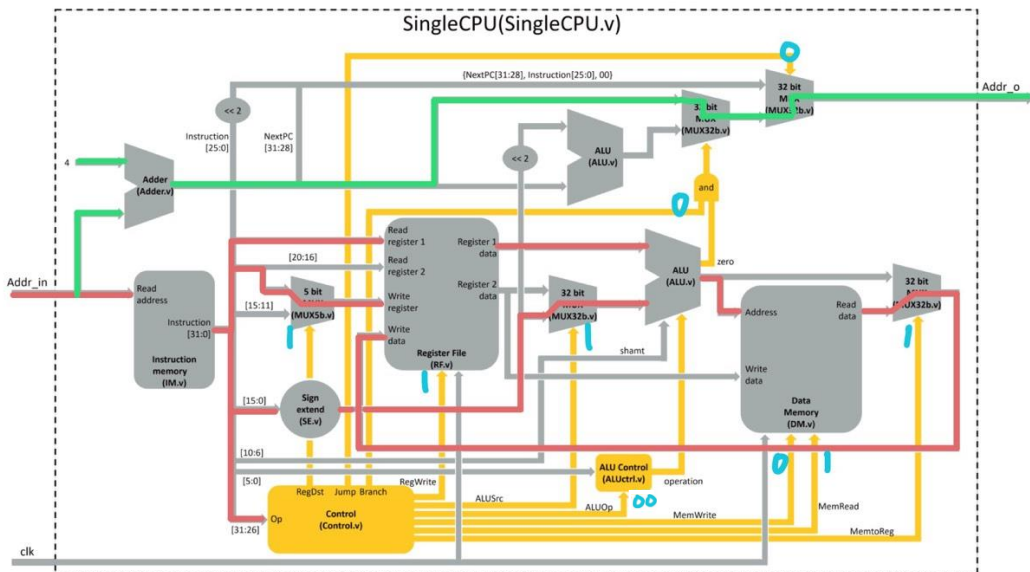 SingleCPU(SingleCPU.v)
{NextPC[31:28], Instruction[25:0], 00}
0
Addr_o
32 bit
(MUX32b.v)
32 bit
MUX
(MUX32b.v)
<< 2
Instruction
[25:0]
NextPC
[31:28]
4
Adder
(Adder.v)
<< 2
ALU
(ALU.v)
and
0
Addr_in
Read
address
Instruction
[31:0]
Instruction
memory
(IM.v)
[20:16]
[15:11]
5 bit
(MUX5b.v)
1
Read
register 1
Read
register 2
Write
register
Write
data
Register 1
data
Register 2
data
Register File
(RF.v)
1
32 bit
(MUX32b.v)
1
ALU
(ALU.v)
zero
shamt
Address
Read
data
Write
data
Data
Memory
(DM.v)
0
1
32 bit
(MUX32b.v)
1
[15:0]
Sign
extend
(SE.v)
[10:6]
[5:0]
[31:26]
RegDst
Jump
Branch
RegWrite
Op
Control
(Control.v)
ALUSrc
ALUOp
ALU Control
(ALUctrl.v)
operation
00
MemWrite
MemRead
MemtoReg
clk